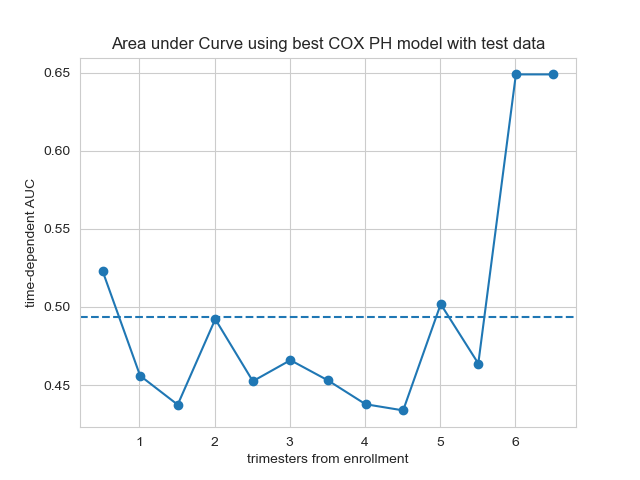 Area under Curve using best COX PH model with test data
time-dependent AUC
0.65
0.60
0.55
0.50
0.45
1 2 3 4 5 6
trimesters from enrollment